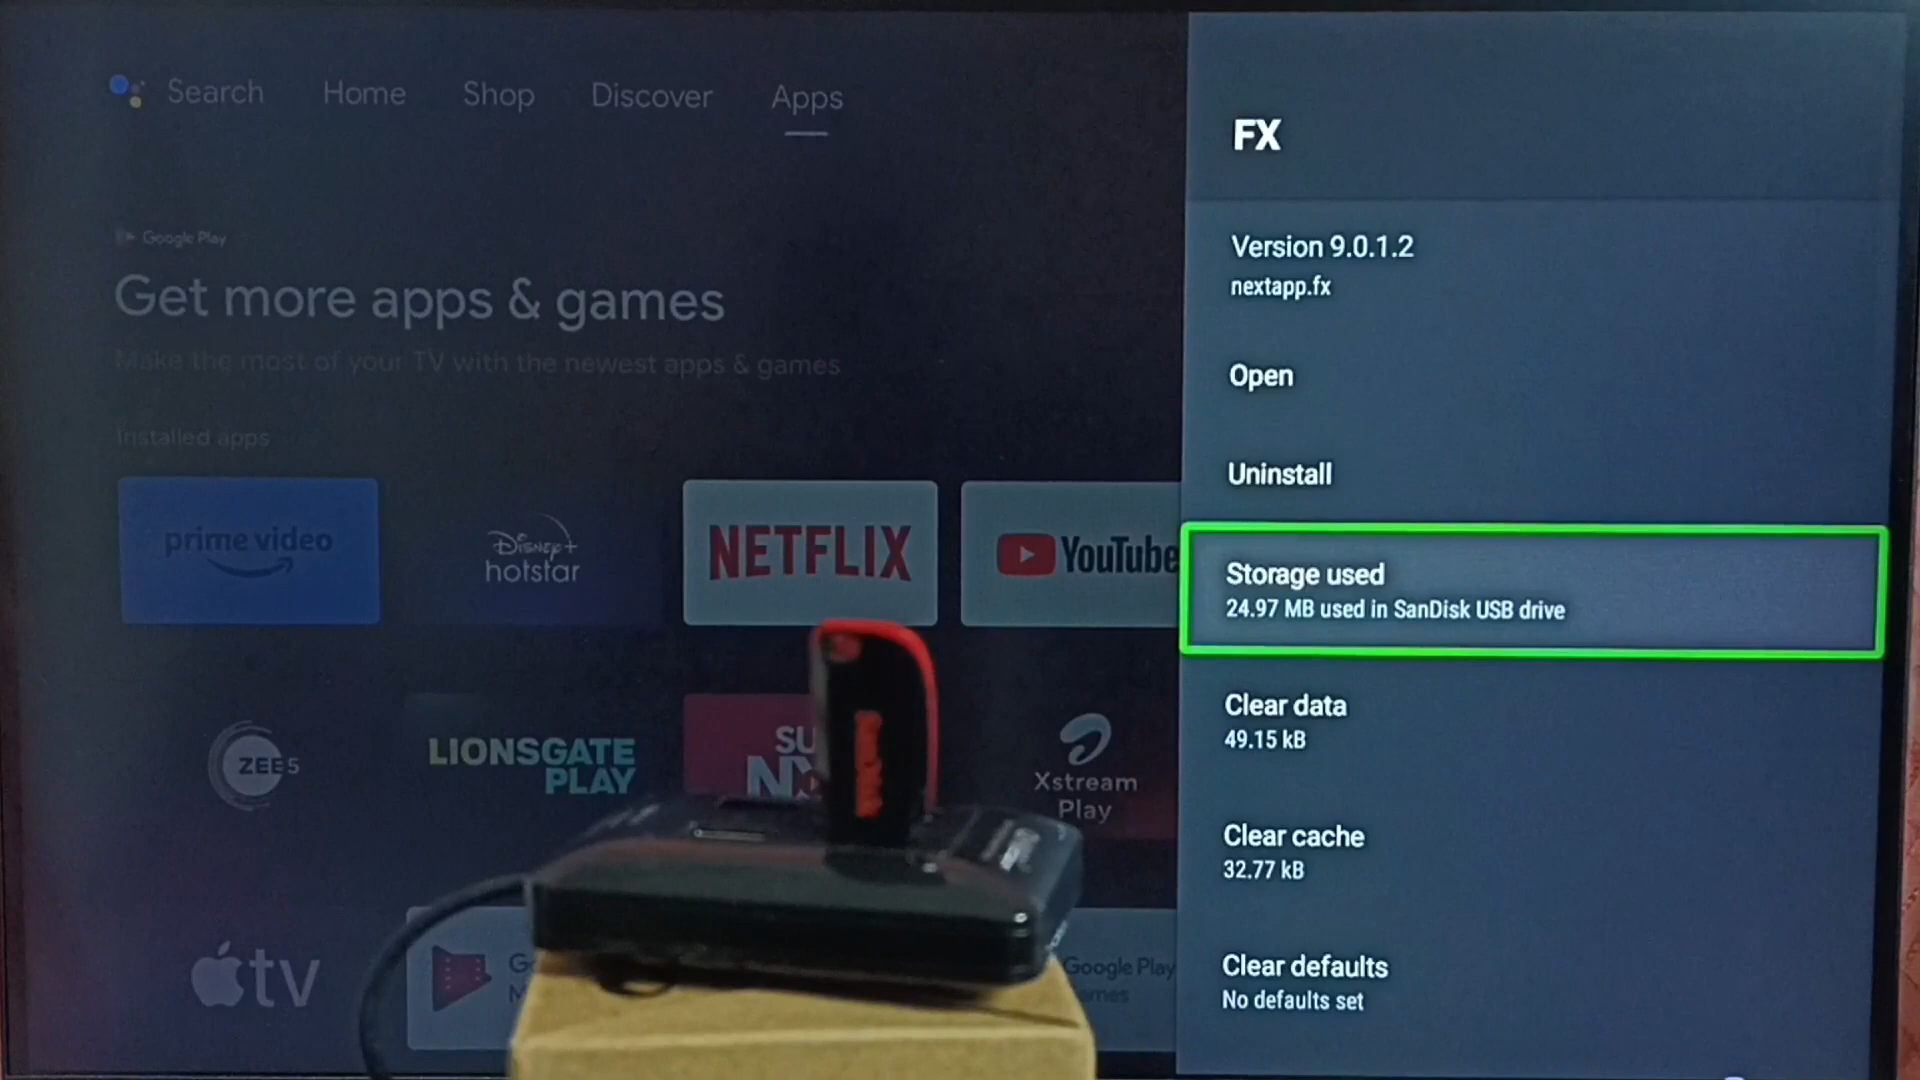 Search Home Shop Discover Apps
Google Play
Get more apps & games
Make the most of your TV with the newest apps & games
Installed apps
prime video
Disney+
hotstar
NETFLIX
YouTube
ZEE5
LIONSGATE
PLAY
SU
Xstream
Play
tv
Google Play
SanDisk
FX
Version 9.0.1.2
nextapp.fx
Open
Uninstall
Storage used
24.97 MB used in SanDisk USB drive
Clear data
49.15 kB
Clear cache
32.77 kB
Clear defaults
No defaults set